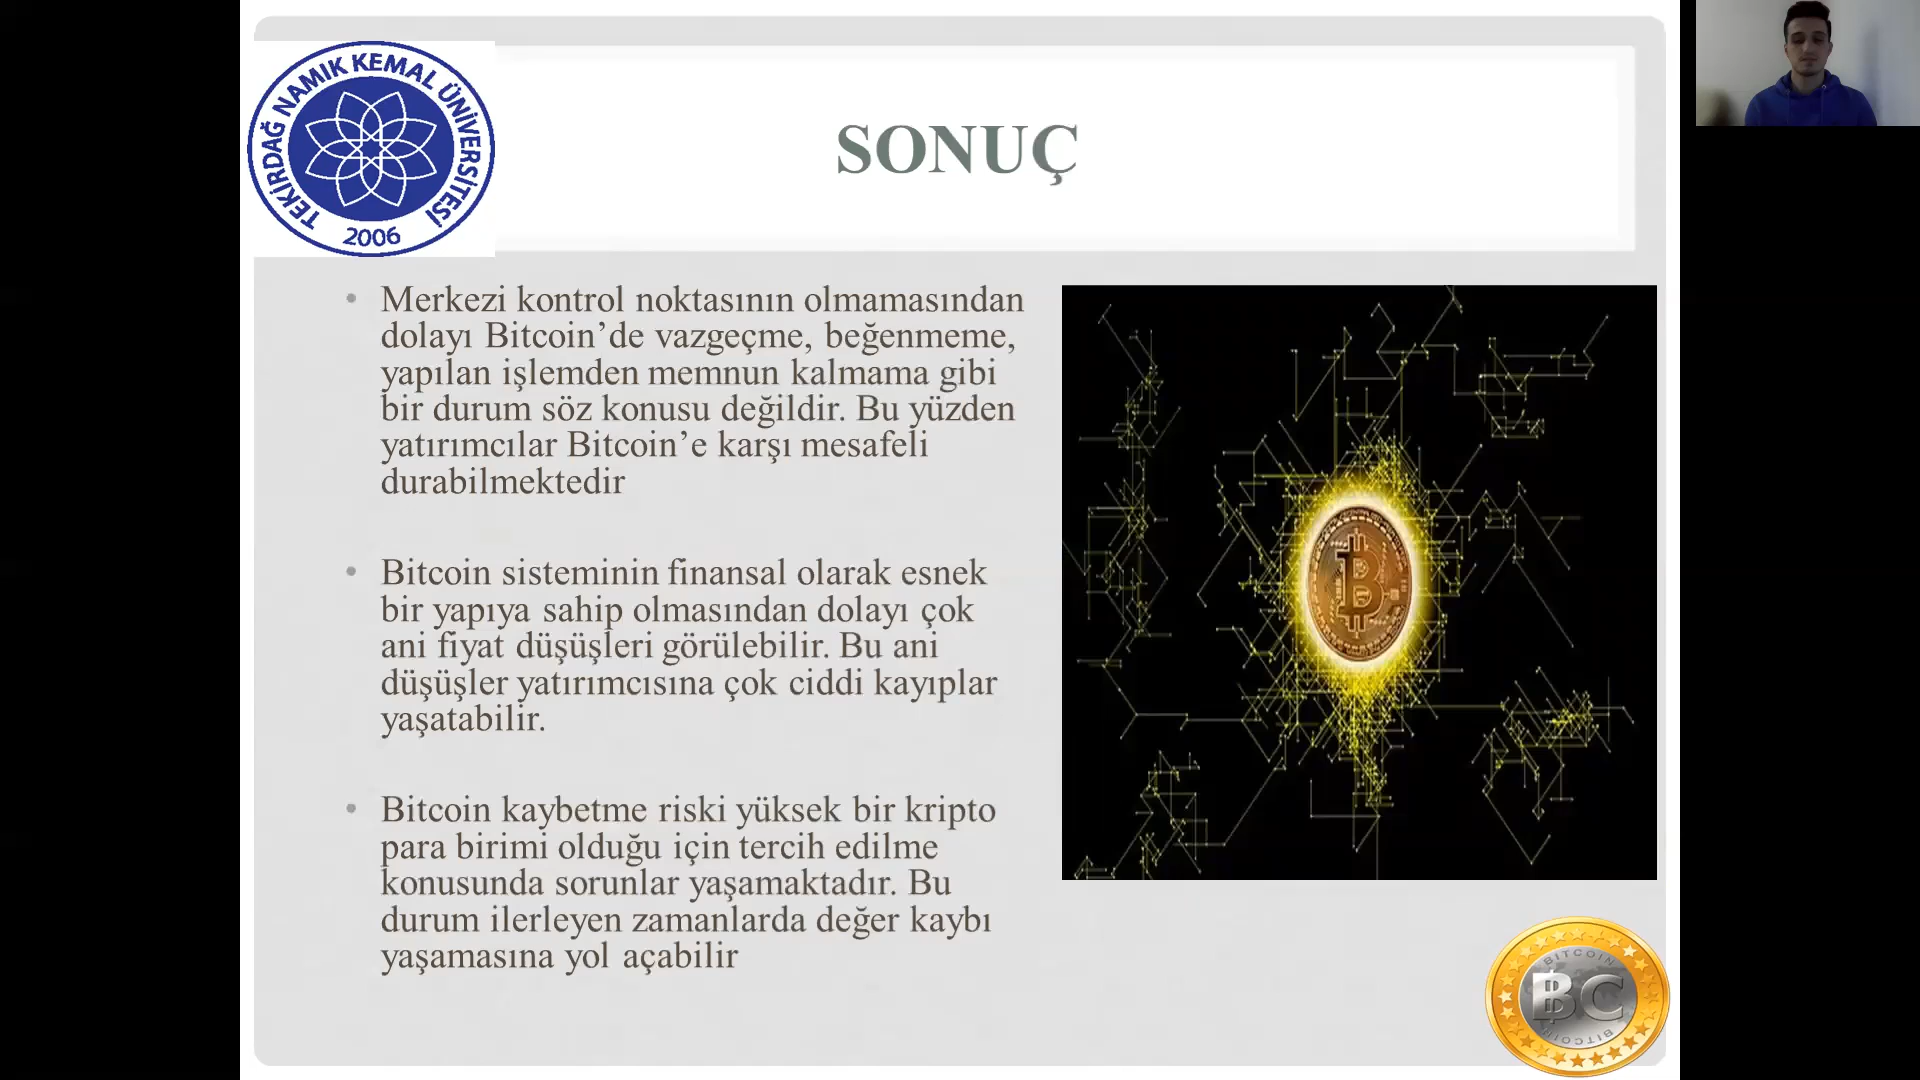 TEKİRDAĞ NAMIK KEMAL ÜNİVERSİTESİ
2006
SONUÇ
• Merkezi kontrol noktasının olmamasından
dolayı Bitcoin’de vazgeçme, beğenmeme,
yapılan işlemden memnun kalmama gibi
bir durum söz konusu değildir. Bu yüzden
yatırımcılar Bitcoin’e karşı mesafeli
durabilmektedir
• Bitcoin sisteminin finansal olarak esnek
bir yapıya sahip olmasından dolayı çok
ani fiyat düşüşleri görülebilir. Bu ani
düşüşler yatırımcısına çok ciddi kayıplar
yaşatabilir.
• Bitcoin kaybetme riski yüksek bir kripto
para birimi olduğu için tercih edilme
konusunda sorunlar yaşamaktadır. Bu
durum ilerleyen zamanlarda değer kaybı
yaşamasına yol açabilir
BITCOIN
BC
BITCOIN